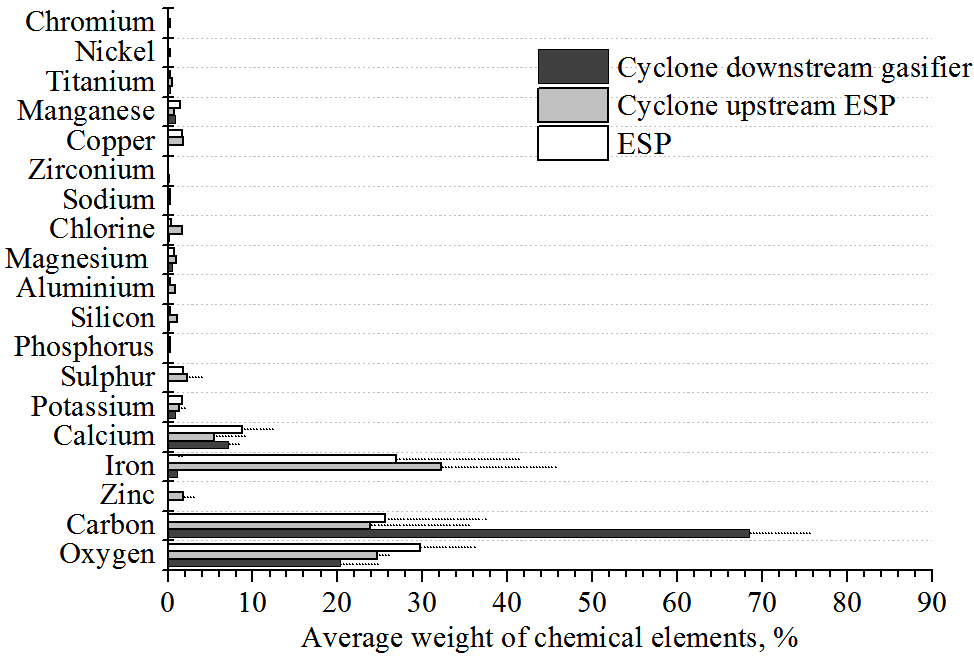 Chromium
Nickel
Titanium
Manganese
Copper
Zirconium
Sodium
Chlorine
Magnesium
Aluminium
Silicon
Phosphorus
Sulphur
Potassium
Calcium
Iron
Zinc
Carbon
Oxygen
Cyclone downstream gasifier
Cyclone upstream ESP
ESP
0 10 20 30 40 50 60 70 80 90
Average weight of chemical elements, %